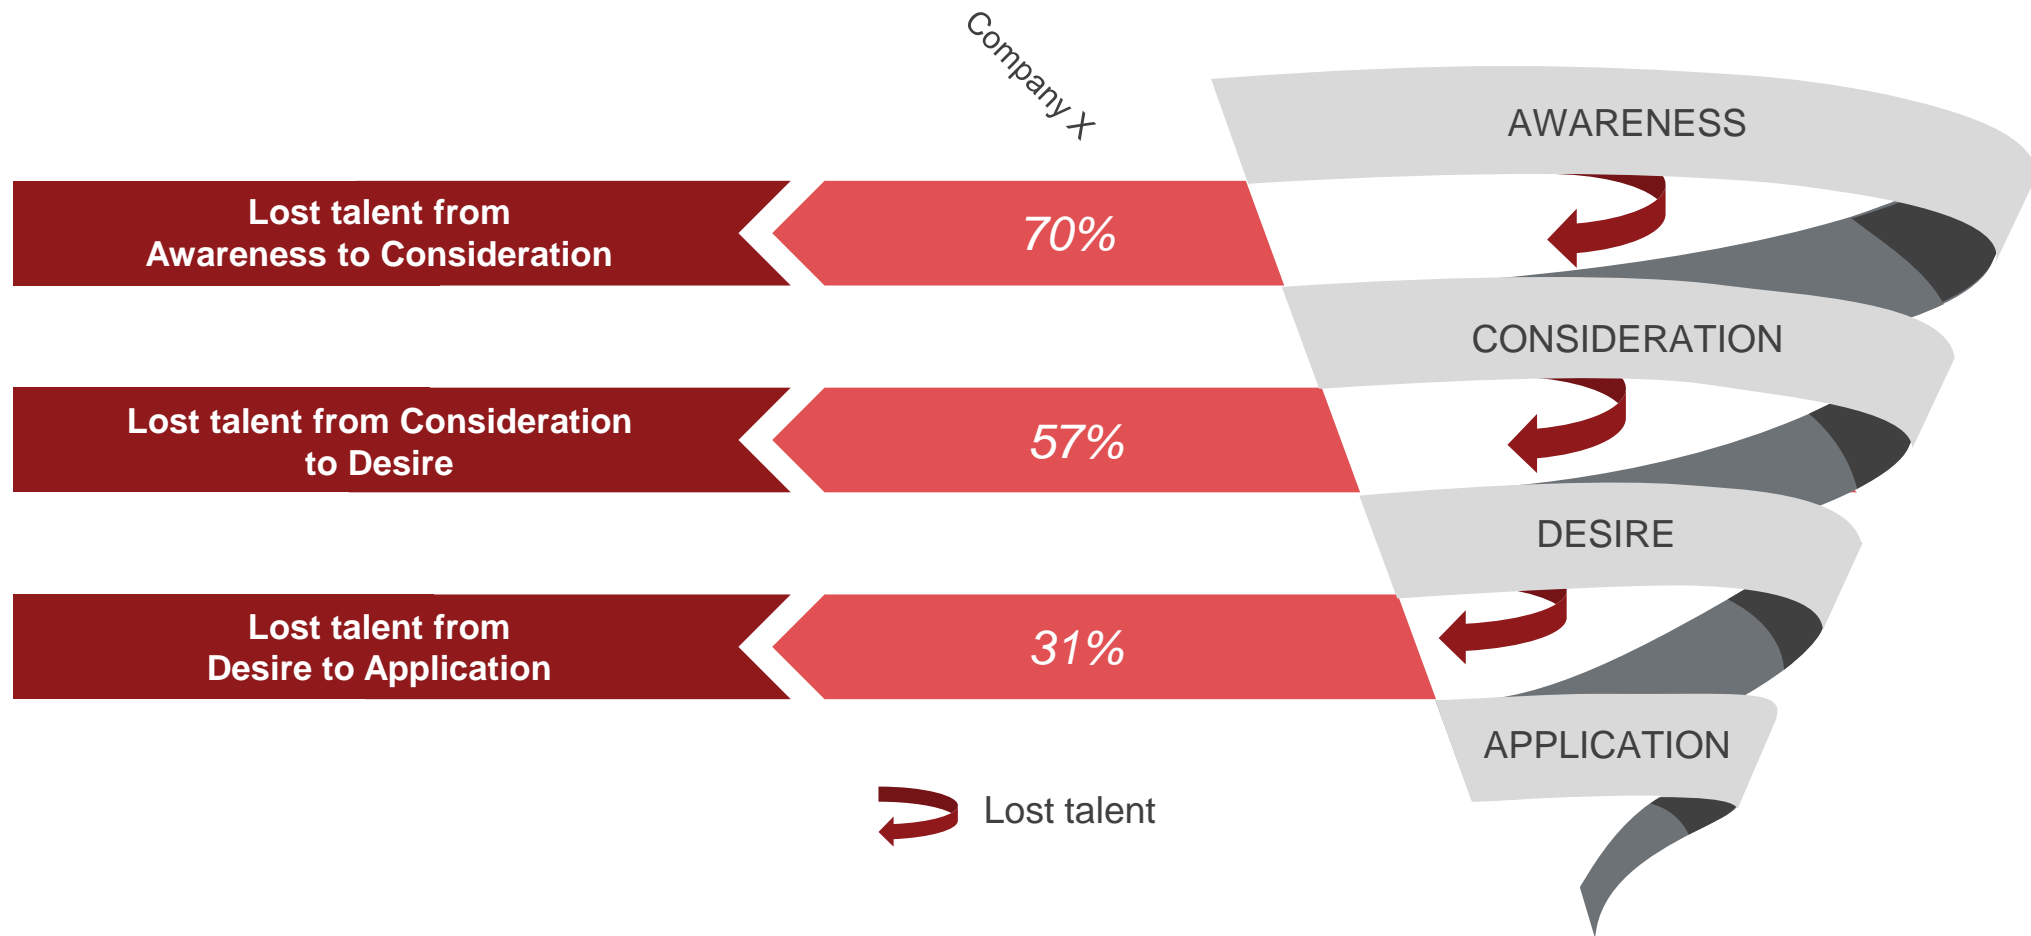 Company X
AWARENESS
Lost talent from
Awareness to Consideration
70%
CONSIDERATION
Lost talent from Consideration
to Desire
57%
DESIRE
Lost talent from
Desire to Application
31%
APPLICATION
Lost talent